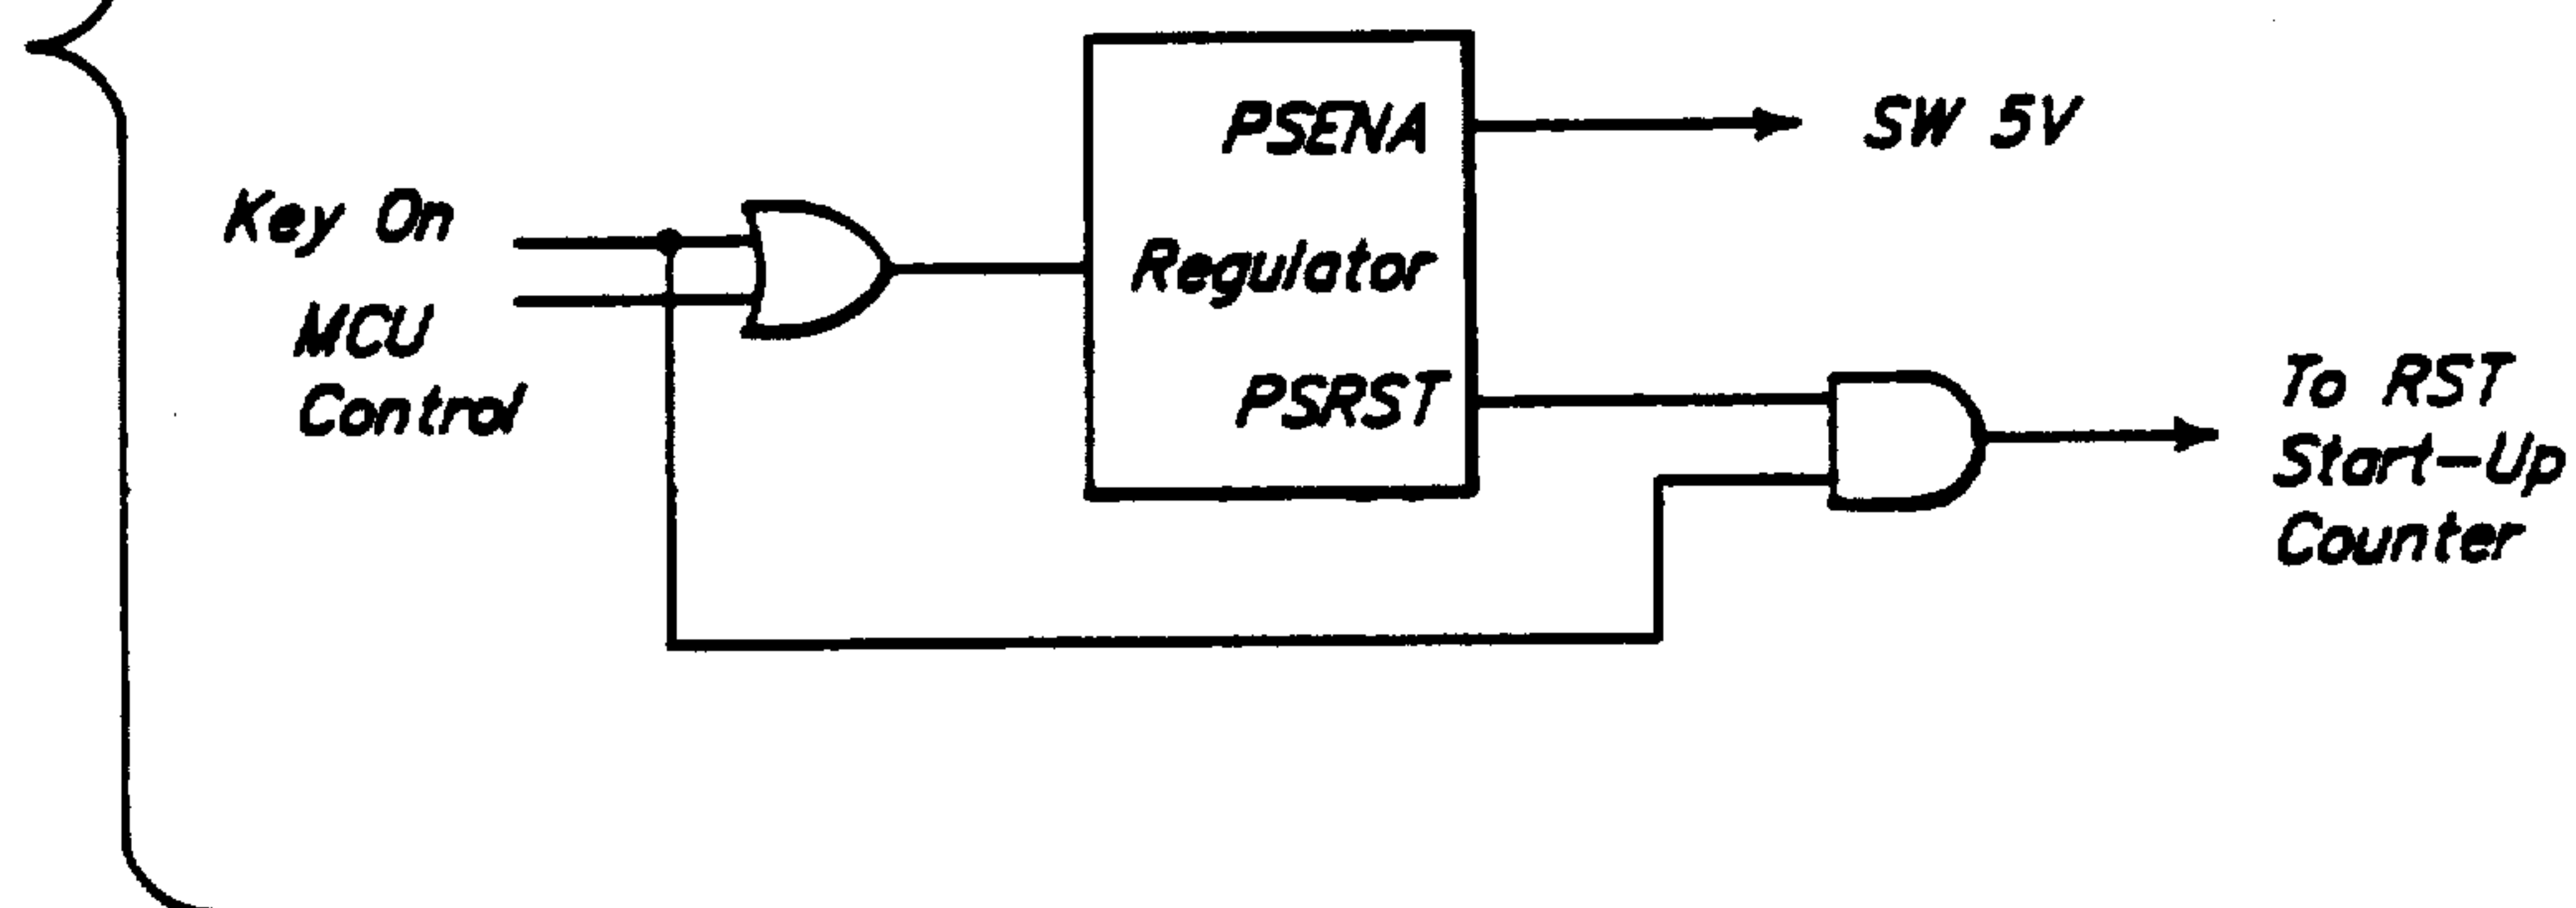 Key On
MCU
Control
PSENA
Regulator
PSRST
SW 5V
To RST
Start-Up
Counter